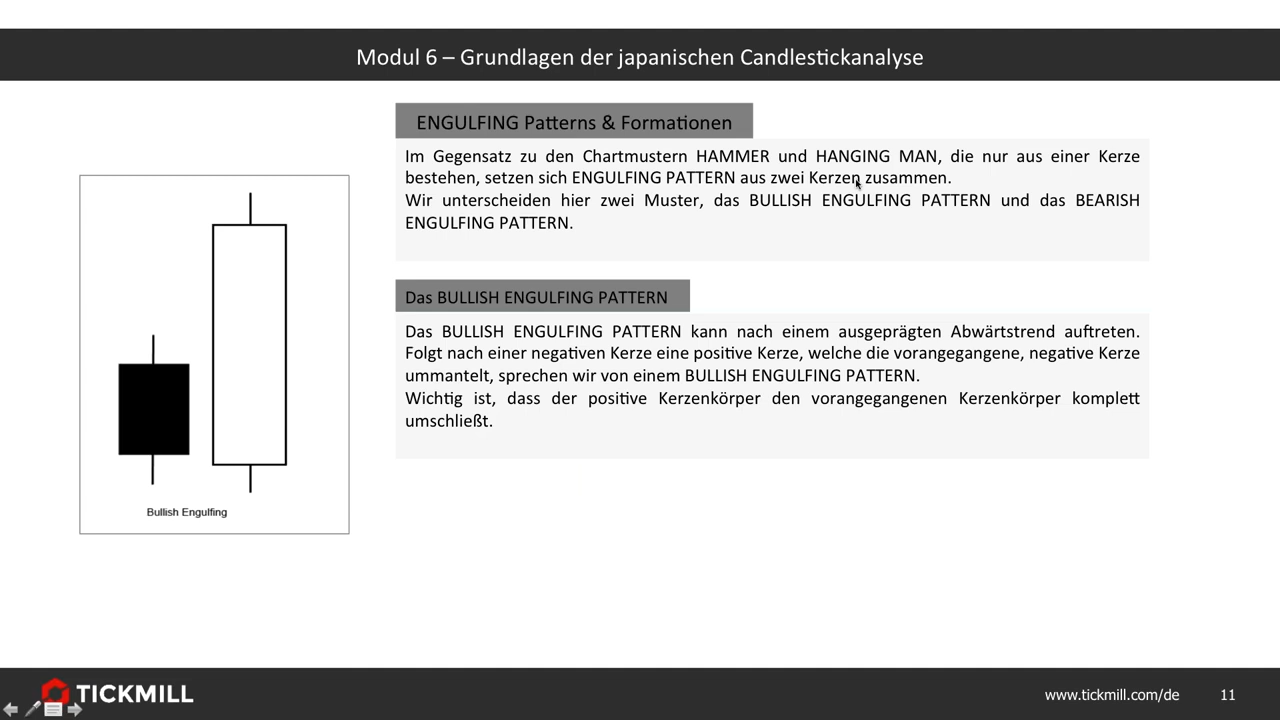 Modul 6 – Grundlagen der japanischen Candlestickanalyse
ENGULFING Patterns & Formationen
Im Gegensatz zu den Chartmustern HAMMER und HANGING MAN, die nur aus einer Kerze
bestehen, setzen sich ENGULFING PATTERN aus zwei Kerzen zusammen.
Wir unterscheiden hier zwei Muster, das BULLISH ENGULFING PATTERN und das BEARISH
ENGULFING PATTERN.
Das BULLISH ENGULFING PATTERN
Das BULLISH ENGULFING PATTERN kann nach einem ausgeprägten Abwärtstrend auftreten.
Folgt nach einer negativen Kerze eine positive Kerze, welche die vorangegangene, negative Kerze
ummantelt, sprechen wir von einem BULLISH ENGULFING PATTERN.
Wichtig ist, dass der positive Kerzenkörper den vorangegangenen Kerzenkörper komplett
umschließt.
Bullish Engulfing
TICKMILL
www.tickmill.com/de
11